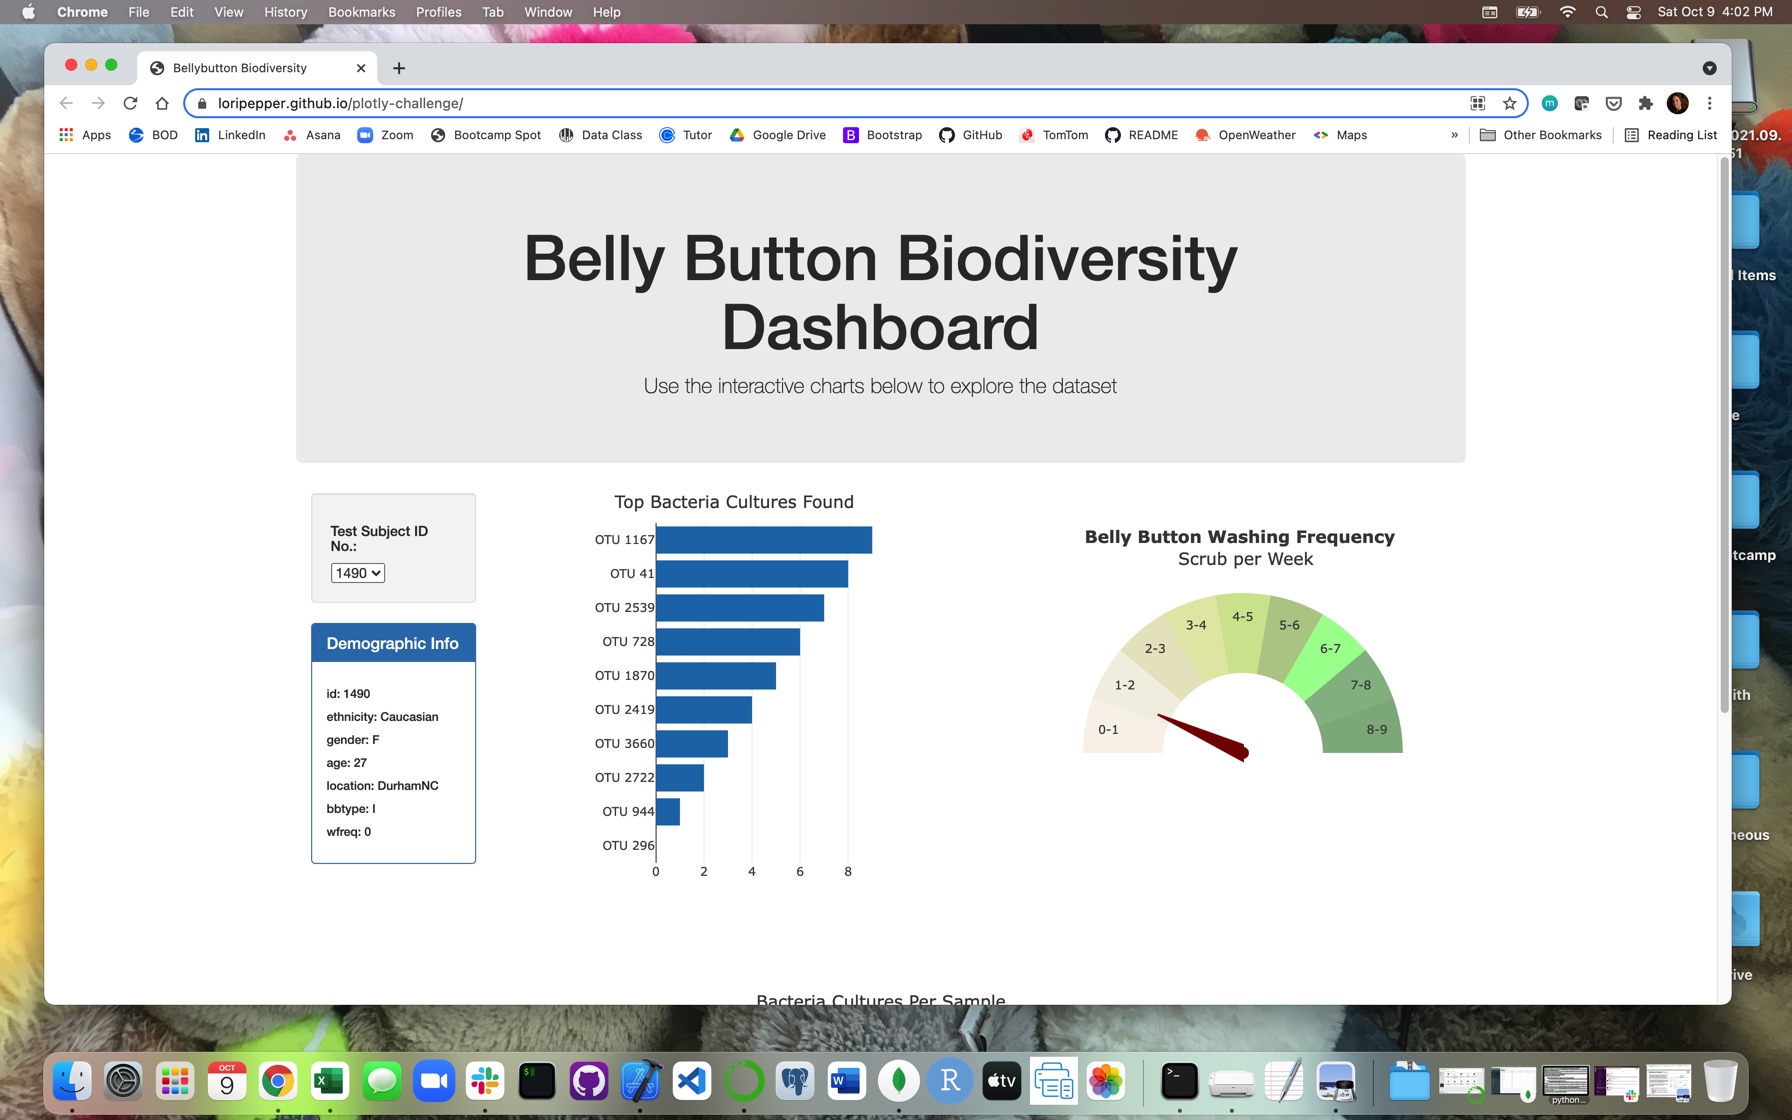 Chrome File Edit View History Bookmarks Profiles Tab Window Help Sat Oct 9 4:02 PM
Bellybutton Biodiversity
loripepper.github.io/plotly-challenge/
m
Apps BOD LinkedIn Asana Zoom Bootcamp Spot Data Class Tutor Google Drive Bootstrap GitHub TomTom README OpenWeather Maps » Other Bookmarks Reading List
021.09.
51
Belly Button Biodiversity
Dashboard
Use the interactive charts below to explore the dataset
l Items
e
tcamp
ith
neous
ive
Test Subject ID
No.:
1490
Demographic Info
id: 1490
ethnicity: Caucasian
gender: F
age: 27
location: DurhamNC
bbtype: I
wfreq: 0
Top Bacteria Cultures Found
OTU 1167
OTU 41
OTU 2539
OTU 728
OTU 1870
OTU 2419
OTU 3660
OTU 2722
OTU 944
OTU 296
0 2 4 6 8
Belly Button Washing Frequency
Scrub per Week
0-1
1-2
2-3
3-4
4-5
5-6
6-7
7-8
8-9
Bacteria Cultures Per Sample
OCT
9
X
$
W
R
tv
>_
python...